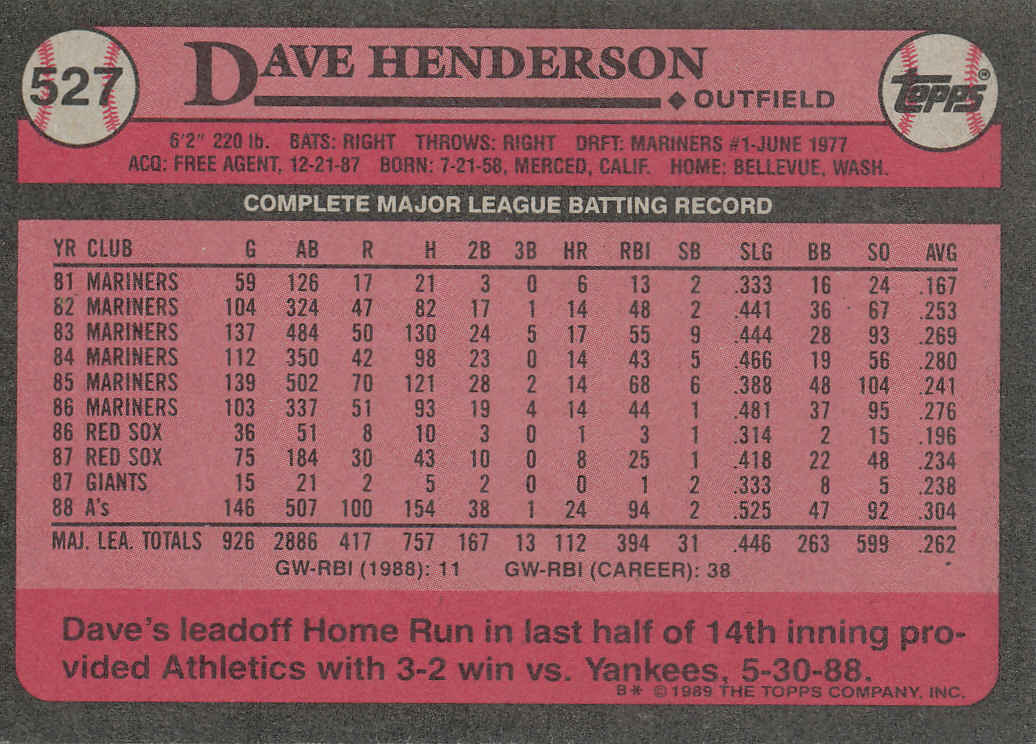 527
DAVE HENDERSON
OUTFIELD
TOPPS®
6'2" 220 lb. BATS: RIGHT THROWS: RIGHT DRFT: MARINERS #1-JUNE 1977
ACQ: FREE AGENT, 12-21-87 BORN: 7-21-58, MERCED, CALIF. HOME: BELLEVUE, WASH.
COMPLETE MAJOR LEAGUE BATTING RECORD
YR CLUB G AB R H 2B 3B HR RBI SB SLG BB SO AVG
81 MARINERS 59 126 17 21 3 0 6 13 2 .333 16 24 .167
82 MARINERS 104 324 47 82 17 1 14 48 2 .441 36 67 .253
83 MARINERS 137 484 50 130 24 5 17 55 9 .444 28 93 .269
84 MARINERS 112 350 42 98 23 0 14 43 5 .466 19 56 .280
85 MARINERS 139 502 70 121 28 2 14 68 6 .388 48 104 .241
86 MARINERS 103 337 51 93 19 4 14 44 1 .481 37 95 .276
86 RED SOX 36 51 8 10 3 0 1 3 1 .314 2 15 .196
87 RED SOX 75 184 30 43 10 0 8 25 1 .418 22 48 .234
87 GIANTS 15 21 2 5 2 0 0 1 2 .333 8 5 .238
88 A's 146 507 100 154 38 1 24 94 2 .525 47 92 .304
MAJ. LEA. TOTALS 926 2886 417 757 167 13 112 394 31 .446 263 599 .262
GW-RBI (1988): 11 GW-RBI (CAREER): 38
Dave's leadoff Home Run in last half of 14th inning pro-
vided Athletics with 3-2 win vs. Yankees, 5-30-88.
B* ©1989 THE TOPPS COMPANY, INC.